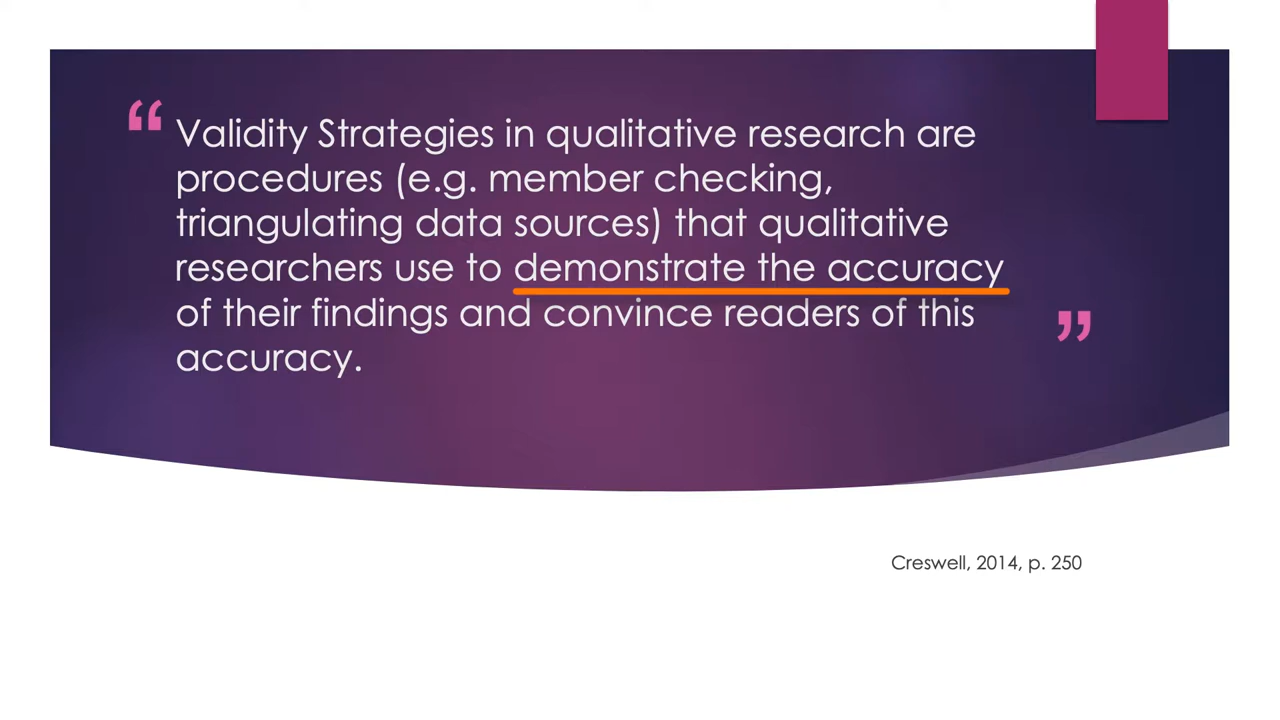 “ Validity Strategies in qualitative research are
procedures (e.g. member checking,
triangulating data sources) that qualitative
researchers use to demonstrate the accuracy
of their findings and convince readers of this
accuracy. ”
Creswell, 2014, p. 250